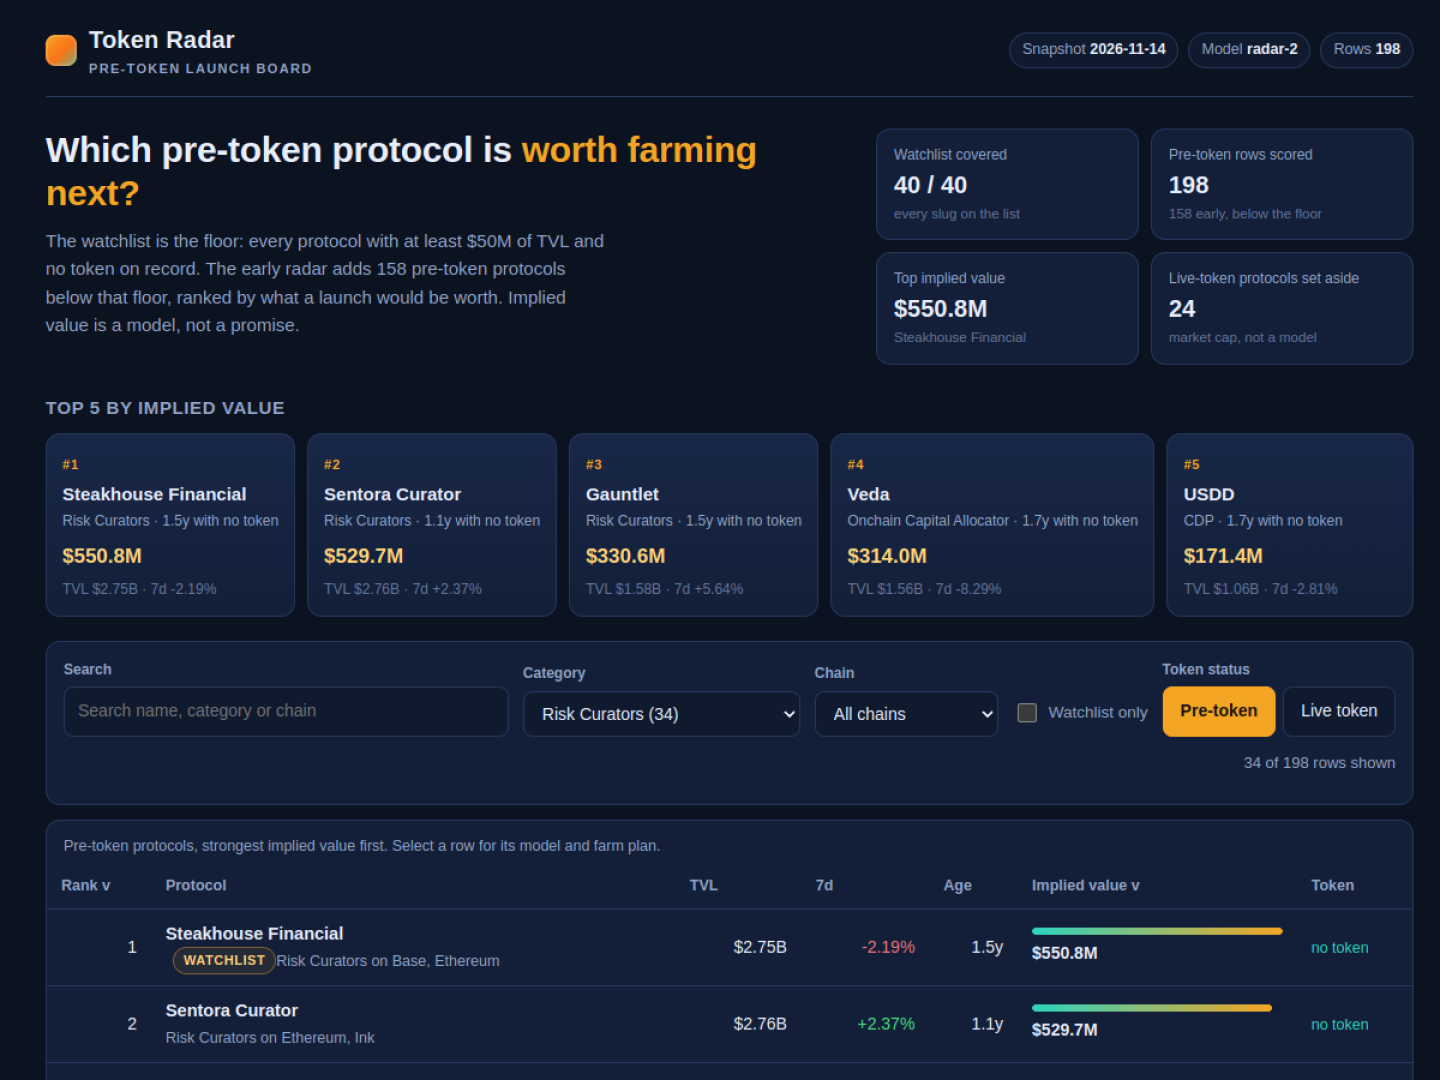 Token Radar
PRE-TOKEN LAUNCH BOARD
Snapshot 2026-11-14
Model radar-2
Rows 198
Which pre-token protocol is worth farming
next?
The watchlist is the floor: every protocol with at least $50M of TVL and
no token on record. The early radar adds 158 pre-token protocols
below that floor, ranked by what a launch would be worth. Implied
value is a model, not a promise.
Watchlist covered
40 / 40
every slug on the list
Pre-token rows scored
198
158 early, below the floor
Top implied value
$550.8M
Steakhouse Financial
Live-token protocols set aside
24
market cap, not a model
TOP 5 BY IMPLIED VALUE
#1
Steakhouse Financial
Risk Curators · 1.5y with no token
$550.8M
TVL $2.75B · 7d -2.19%
#2
Sentora Curator
Risk Curators · 1.1y with no token
$529.7M
TVL $2.76B · 7d +2.37%
#3
Gauntlet
Risk Curators · 1.5y with no token
$330.6M
TVL $1.58B · 7d +5.64%
#4
Veda
Onchain Capital Allocator · 1.7y with no token
$314.0M
TVL $1.56B · 7d -8.29%
#5
USDD
CDP · 1.7y with no token
$171.4M
TVL $1.06B · 7d -2.81%
Search
Search name, category or chain
Category
Risk Curators (34)
Chain
All chains
Watchlist only
Token status
Pre-token
Live token
34 of 198 rows shown
Pre-token protocols, strongest implied value first. Select a row for its model and farm plan.
Rank v Protocol TVL 7d Age Implied value v Token
1 Steakhouse Financial $2.75B -2.19% 1.5y $550.8M no token
WATCHLIST Risk Curators on Base, Ethereum
2 Sentora Curator $2.76B +2.37% 1.1y $529.7M no token
Risk Curators on Ethereum, Ink